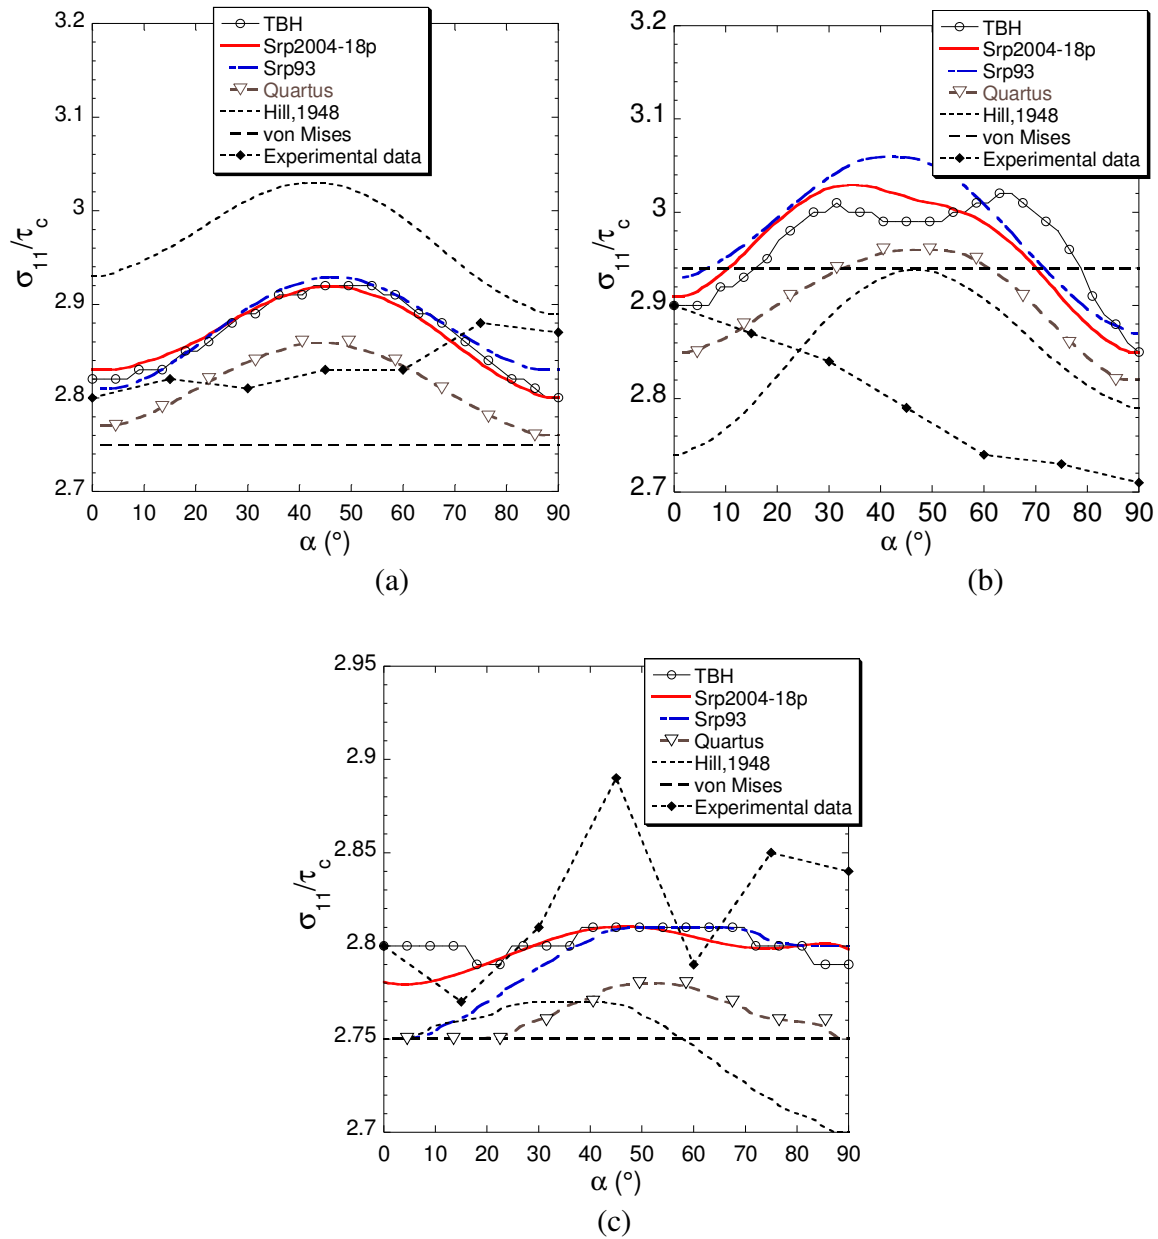 3.2
3.1
3
2.9
2.8
2.7
σ11/τc
0 10 20 30 40 50 60 70 80 90
α (°)
TBH
Srp2004-18p
Srp93
Quartus
Hill,1948
von Mises
Experimental data
(a)
3.2
3.1
3
2.9
2.8
2.7
σ11/τc
0 10 20 30 40 50 60 70 80 90
α (°)
TBH
Srp2004-18p
Srp93
Quartus
Hill,1948
von Mises
Experimental data
(b)
2.95
2.9
2.85
2.8
2.75
2.7
σ11/τc
0 10 20 30 40 50 60 70 80 90
α (°)
TBH
Srp2004-18p
Srp93
Quartus
Hill,1948
von Mises
Experimental data
(c)